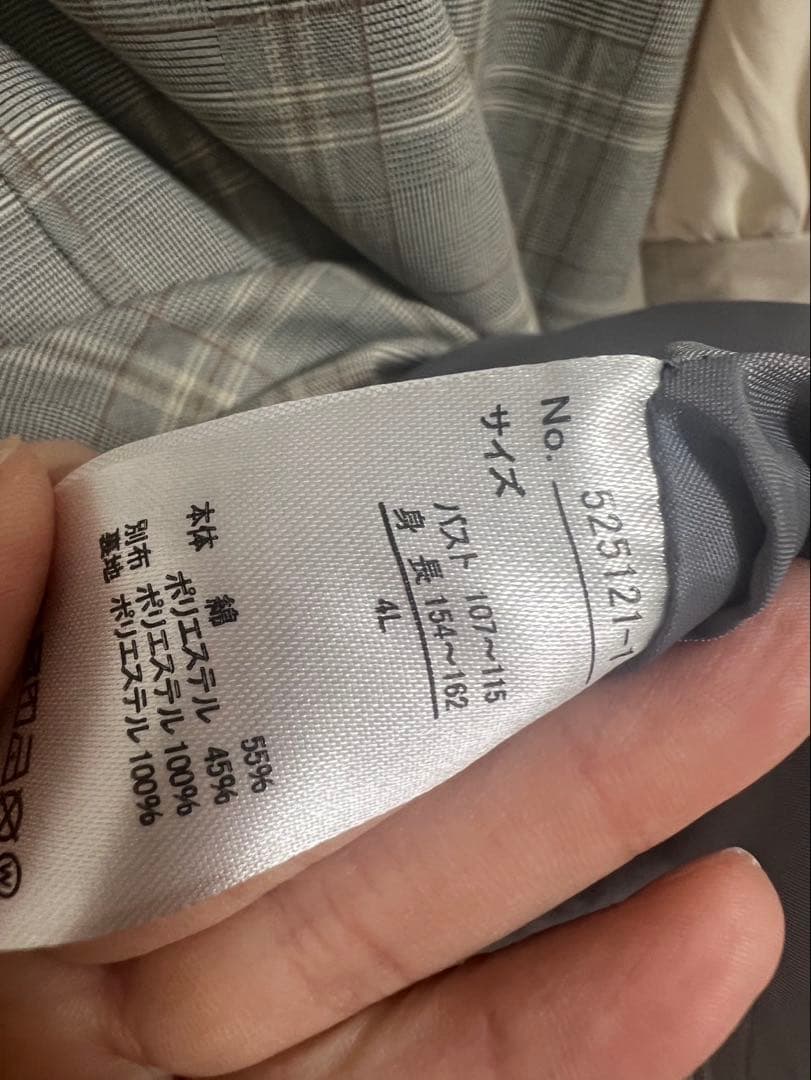 No. 525121-1
サイズ
バスト 107～115
身長 154～162
4L
本体 綿 55%
ポリエステル 45%
別布 ポリエステル 100%
裏地 ポリエステル 100%
W